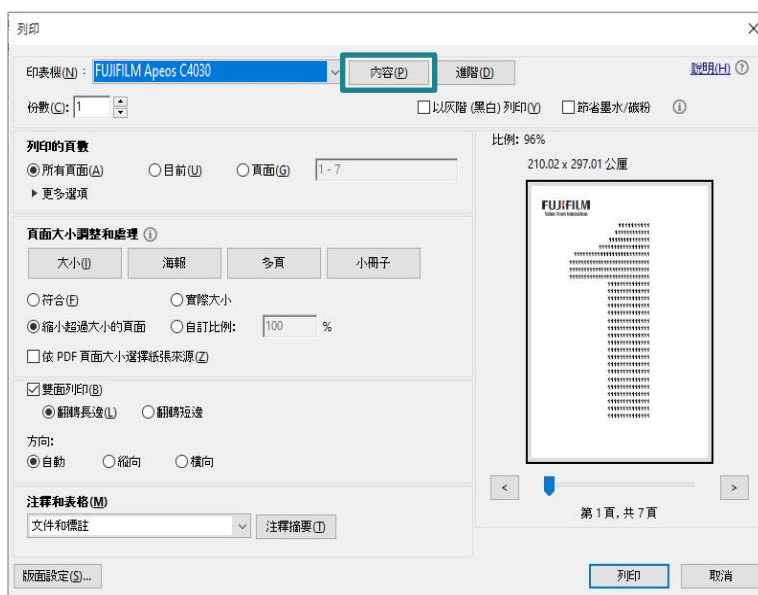 列印
印表機(N)： FUJIFILM Apeos C4030 內容(P) 進階(D) 說明(H)
份數(C): 1 以灰階 (黑白) 列印(Y) 節省墨水/碳粉
列印的頁數
所有頁面(A) 目前(U) 頁面(G) 1 - 7
更多選項
頁面大小調整和處理
大小(I) 海報 多頁 小冊子
符合(F) 實際大小
縮小超過大小的頁面 自訂比例: 100 %
依 PDF 頁面大小選擇紙張來源(Z)
雙面列印(B)
翻轉長邊(L) 翻轉短邊
方向:
自動 縱向 橫向
注釋和表格(M)
文件和標註 注釋摘要(T)
比例: 96%
210.02 x 297.01 公厘
FUJIFILM
Value from Innovation
< >
第 1 頁, 共 7 頁
版面設定(S)... 列印 取消